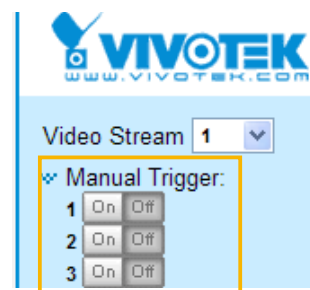 VIVOTEK
www.vivotek.com
Video Stream 1
Manual Trigger:
1 On Off
2 On Off
3 On Off